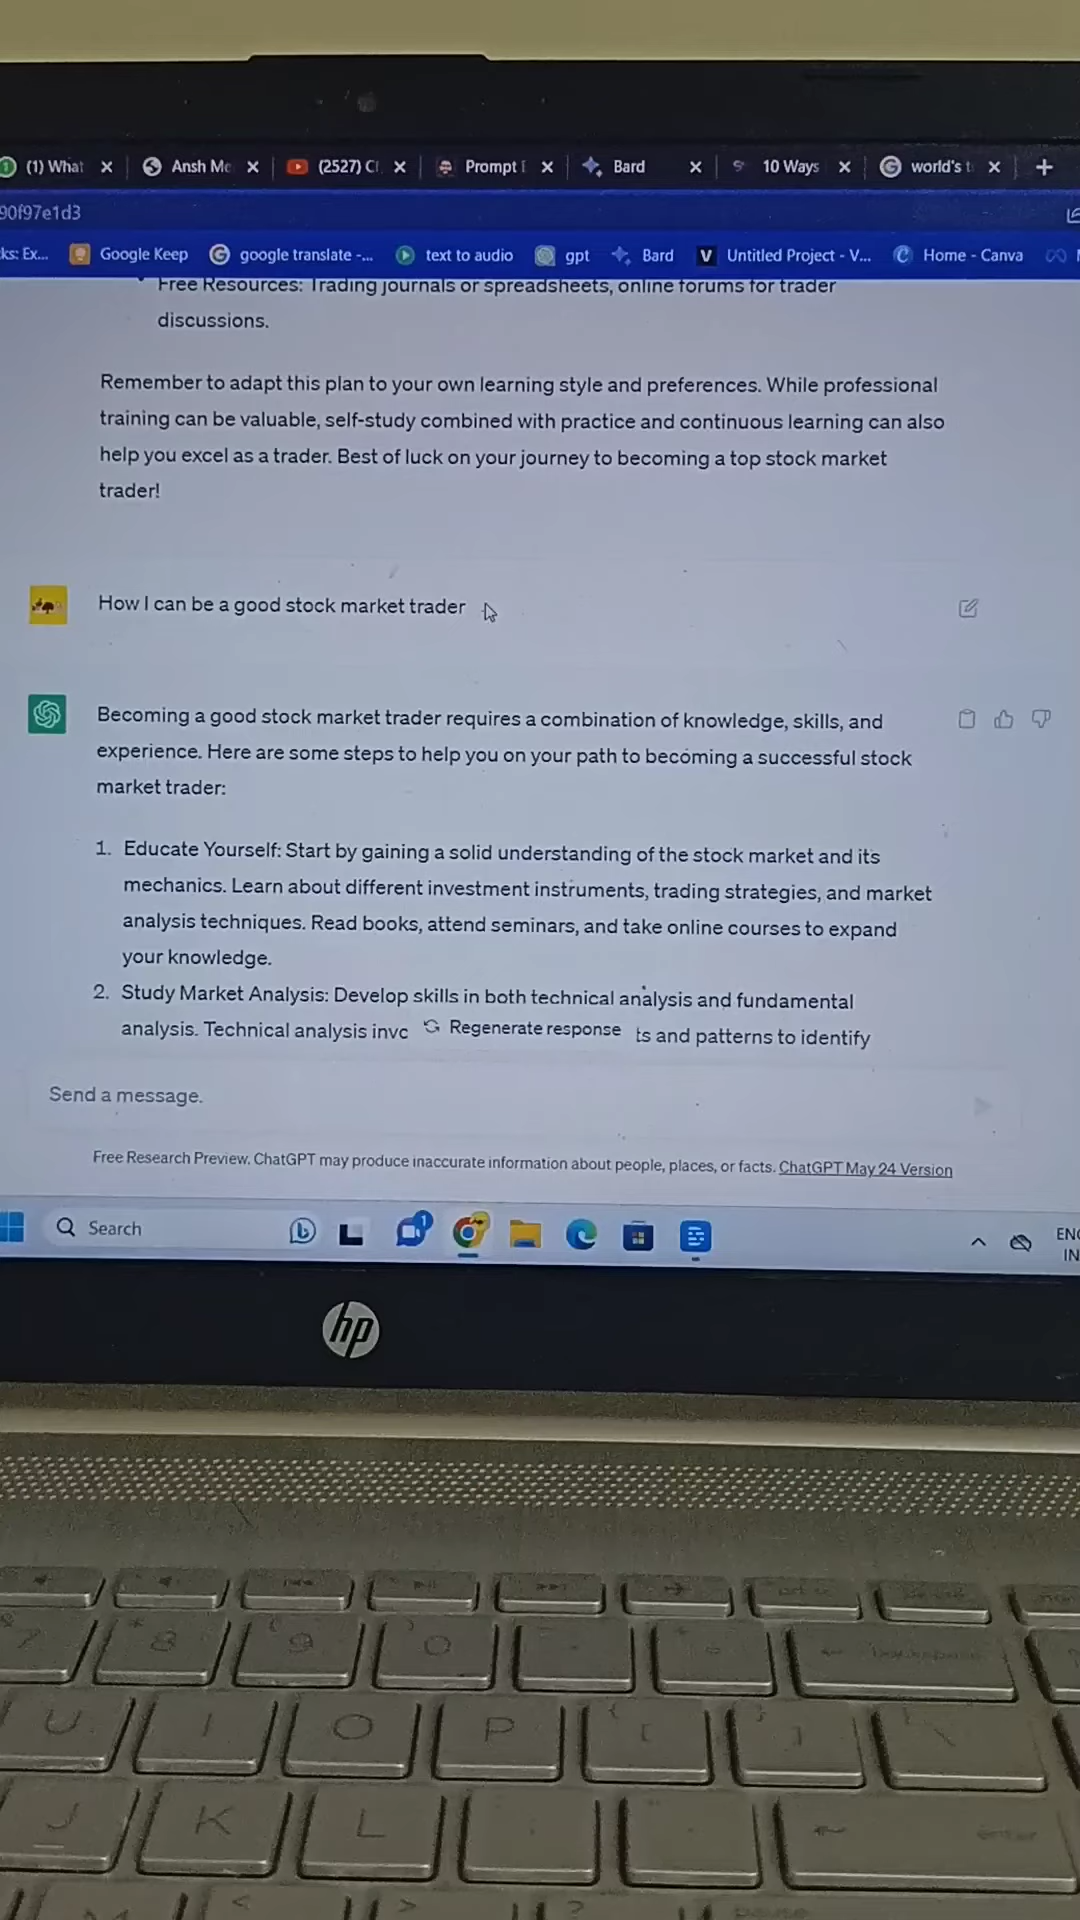 (1) What
Ansh Me
(2527) Cl
Prompt E
Bard
10 Ways
world's t
90f97e1d3
ks: Ex...
Google Keep
google translate -...
text to audio
gpt
Bard
Untitled Project - V...
Home - Canva
Free Resources: Trading journals or spreadsheets, online forums for trader
discussions.
Remember to adapt this plan to your own learning style and preferences. While professional
training can be valuable, self-study combined with practice and continuous learning can also
help you excel as a trader. Best of luck on your journey to becoming a top stock market
trader!
How I can be a good stock market trader
Becoming a good stock market trader requires a combination of knowledge, skills, and
experience. Here are some steps to help you on your path to becoming a successful stock
market trader:
1. Educate Yourself: Start by gaining a solid understanding of the stock market and its
mechanics. Learn about different investment instruments, trading strategies, and market
analysis techniques. Read books, attend seminars, and take online courses to expand
your knowledge.
2. Study Market Analysis: Develop skills in both technical analysis and fundamental
analysis. Technical analysis invo Regenerate response ts and patterns to identify
Send a message.
Free Research Preview. ChatGPT may produce inaccurate information about people, places, or facts. ChatGPT May 24 Version
Search
1
ENG
IN
hp
7 8 9 0 - =
U I O P [ ] \
J K L enter